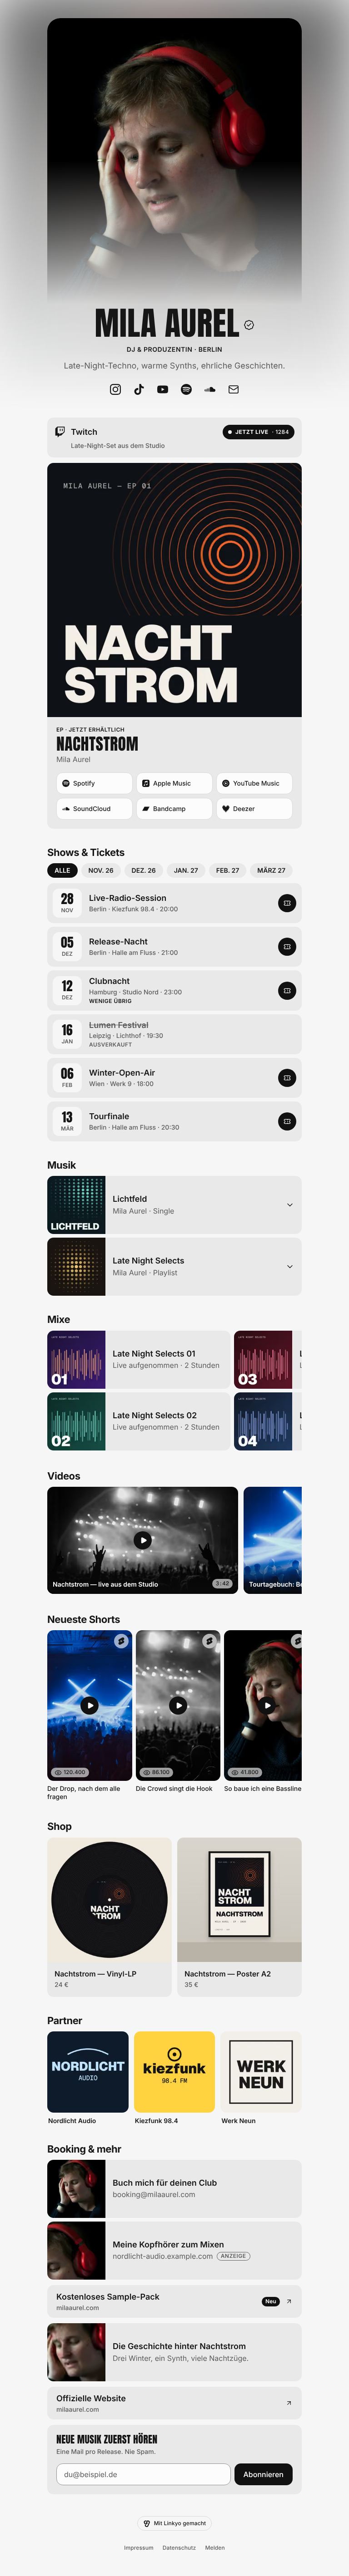 MILA AUREL
DJ & PRODUZENTIN · BERLIN
Late-Night-Techno, warme Synths, ehrliche Geschichten.
Twitch
JETZT LIVE · 1284
Late-Night-Set aus dem Studio
MILA AUREL — EP 01
NACHT
STROM
EP · JETZT ERHÄLTLICH
NACHTSTROM
Mila Aurel
Spotify
Apple Music
YouTube Music
SoundCloud
Bandcamp
Deezer
Shows & Tickets
ALLE
NOV. 26
DEZ. 26
JAN. 27
FEB. 27
MÄRZ 27
28
NOV
Live-Radio-Session
Berlin · Kiezfunk 98.4 · 20:00
05
DEZ
Release-Nacht
Berlin · Halle am Fluss · 21:00
12
DEZ
Clubnacht
Hamburg · Studio Nord · 23:00
WENIGE ÜBRIG
16
JAN
Lumen Festival
Leipzig · Lichthof · 19:30
AUSVERKAUFT
06
FEB
Winter-Open-Air
Wien · Werk 9 · 18:00
13
MÄR
Tourfinale
Berlin · Halle am Fluss · 20:30
Musik
LICHTFELD
Lichtfeld
Mila Aurel · Single
Late Night Selects
Mila Aurel · Playlist
Mixe
LATE NIGHT SELECTS
01
Late Night Selects 01
Live aufgenommen · 2 Stunden
LATE NIGHT SELECTS
03
L
L
LATE NIGHT SELECTS
02
Late Night Selects 02
Live aufgenommen · 2 Stunden
LATE NIGHT SELECTS
04
L
L
Videos
Nachtstrom — live aus dem Studio
3:42
Tourtagebuch: Be
Neueste Shorts
120.400
Der Drop, nach dem alle
fragen
86.100
Die Crowd singt die Hook
41.800
So baue ich eine Bassline
Shop
NACHT
STROM
Nachtstrom — Vinyl-LP
24 €
NACHT
STROM
NACHTSTROM
Nachtstrom — Poster A2
35 €
Partner
NORDLICHT
AUDIO
Nordlicht Audio
kiezfunk
98.4 FM
Kiezfunk 98.4
WERK
NEUN
Werk Neun
Booking & mehr
Buch mich für deinen Club
booking@milaaurel.com
Meine Kopfhörer zum Mixen
nordlicht-audio.example.com
ANZEIGE
Kostenloses Sample-Pack
milaaurel.com
Neu
Die Geschichte hinter Nachtstrom
Drei Winter, ein Synth, viele Nachtzüge.
Offizielle Website
milaaurel.com
NEUE MUSIK ZUERST HÖREN
Eine Mail pro Release. Nie Spam.
du@beispiel.de
Abonnieren
Mit Linkyo gemacht
Impressum
Datenschutz
Melden